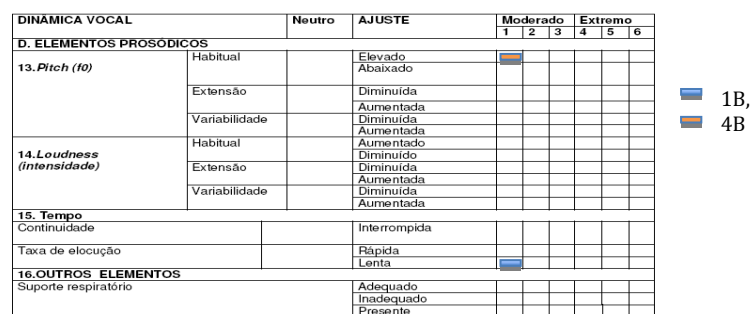 DINÂMICA VOCAL Neutro AJUSTE Moderado Extremo
1 2 3 4 5 6
D. ELEMENTOS PROSÓDICOS
13.Pitch (f0) Habitual Elevado
Abaixado
Extensão Diminuída
Aumentada
Variabilidade Diminuída
Aumentada
14.Loudness (intensidade) Habitual Aumentado
Diminuído
Extensão Diminuída
Aumentada
Variabilidade Diminuída
Aumentada
15. Tempo
Continuidade Interrompida
Taxa de elocução Rápida
Lenta
16.OUTROS ELEMENTOS
Suporte respiratório Adequado
Inadequado
Presente
1B,
4B